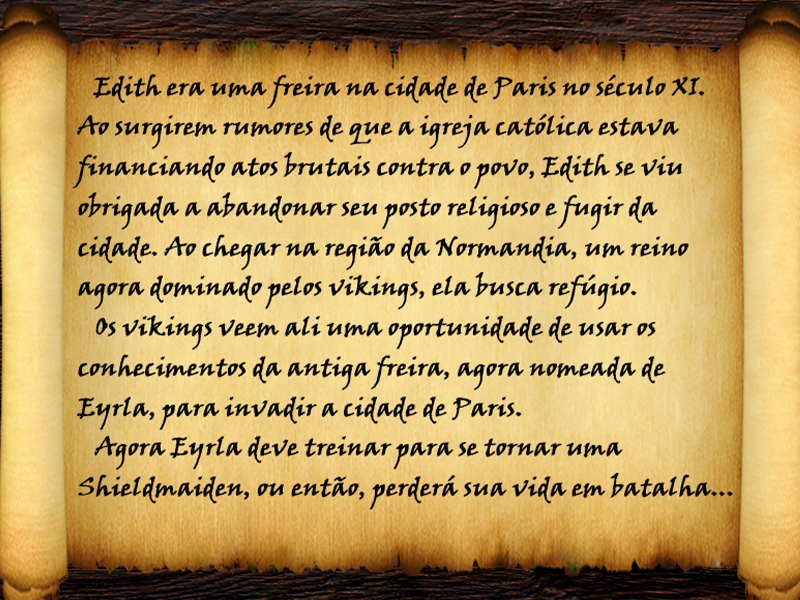 Edith era uma freira na cidade de Paris no século XI.
Ao surgirem rumores de que a igreja católica estava
financiando atos brutais contra o povo, Edith se viu
obrigada a abandonar seu posto religioso e fugir da
cidade. Ao chegar na região da Normandia, um reino
agora dominado pelos vikings, ela busca refúgio.
Os vikings veem ali uma oportunidade de usar os
conhecimentos da antiga freira, agora nomeada de
Eyrla, para invadir a cidade de Paris.
Agora Eyrla deve treinar para se tornar uma
Shieldmaiden, ou então, perderá sua vida em batalha...